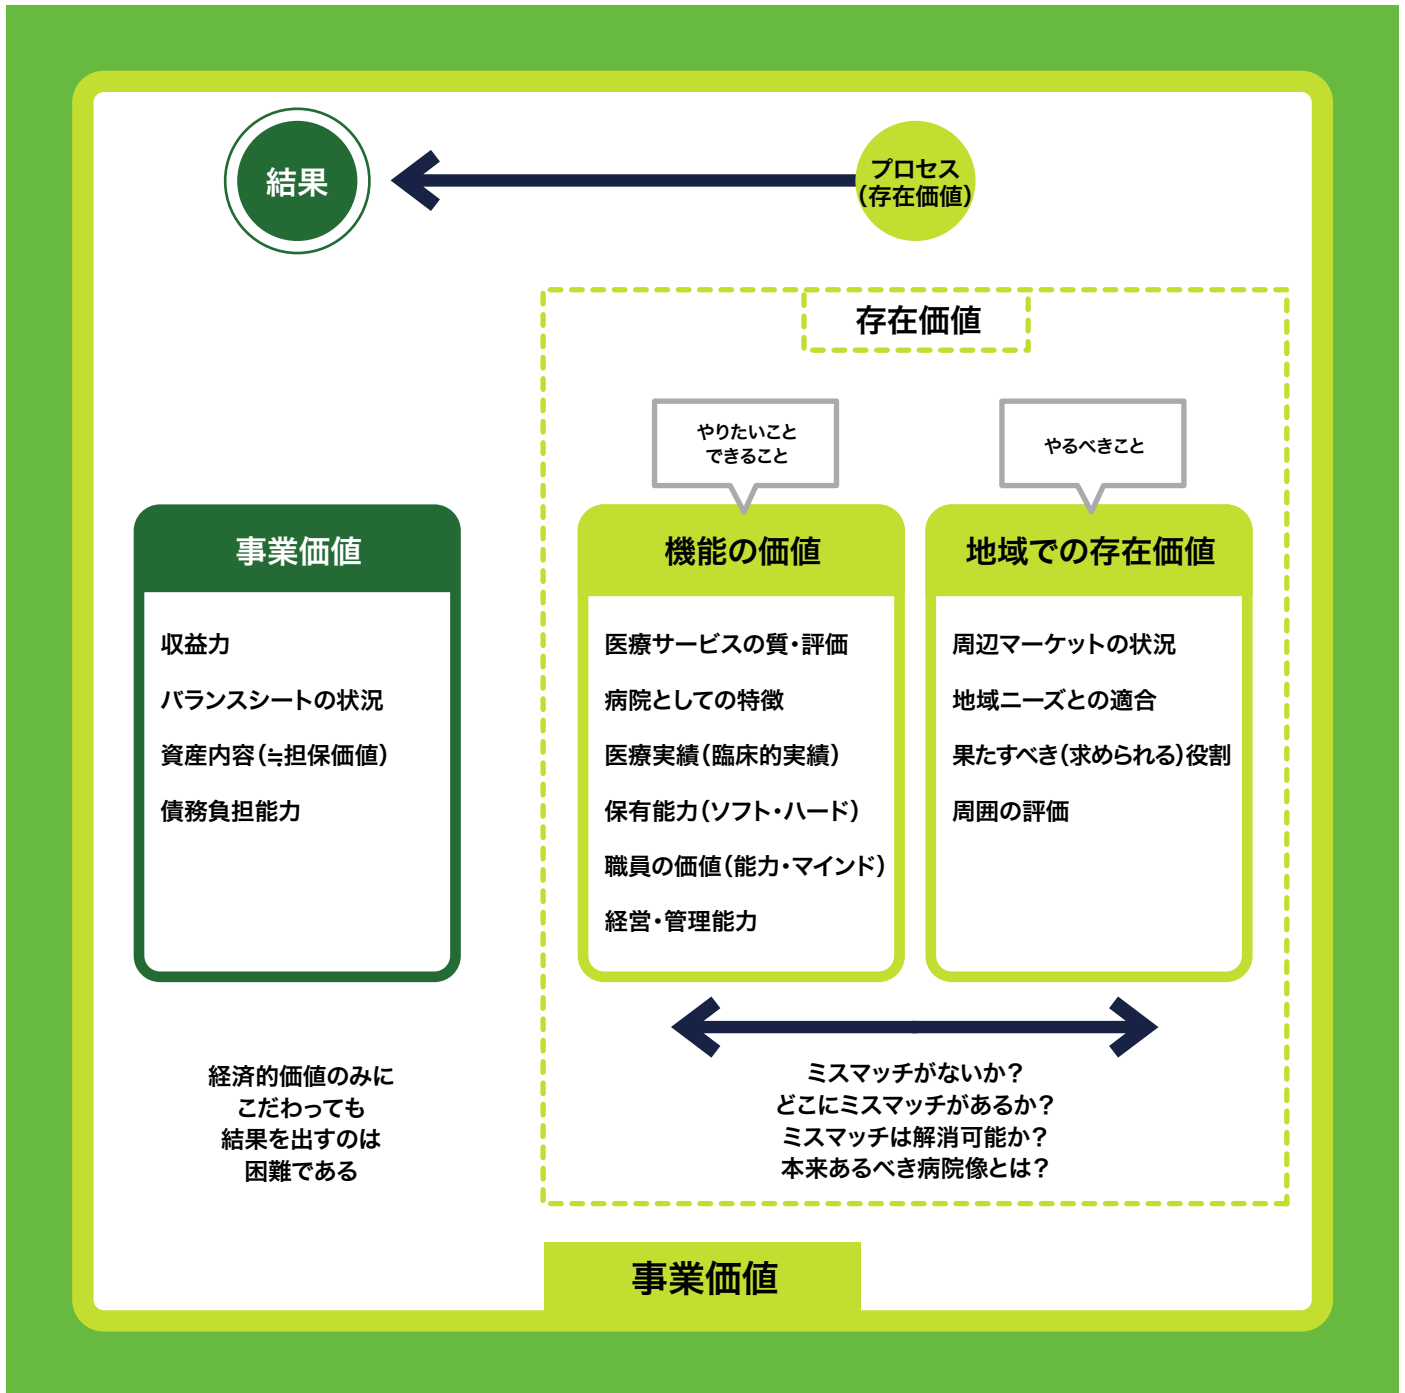 結果
プロセス
（存在価値）
存在価値
やりたいこと
できること
やるべきこと
事業価値
収益力
バランスシートの状況
資産内容（≒担保価値）
債務負担能力
機能の価値
医療サービスの質・評価
病院としての特徴
医療実績（臨床的実績）
保有能力（ソフト・ハード）
職員の価値（能力・マインド）
経営・管理能力
地域での存在価値
周辺マーケットの状況
地域ニーズとの適合
果たすべき（求められる）役割
周囲の評価
経済的価値のみに
こだわっても
結果を出すのは
困難である
ミスマッチがないか？
どこにミスマッチがあるか？
ミスマッチは解消可能か？
本来あるべき病院像とは？
事業価値